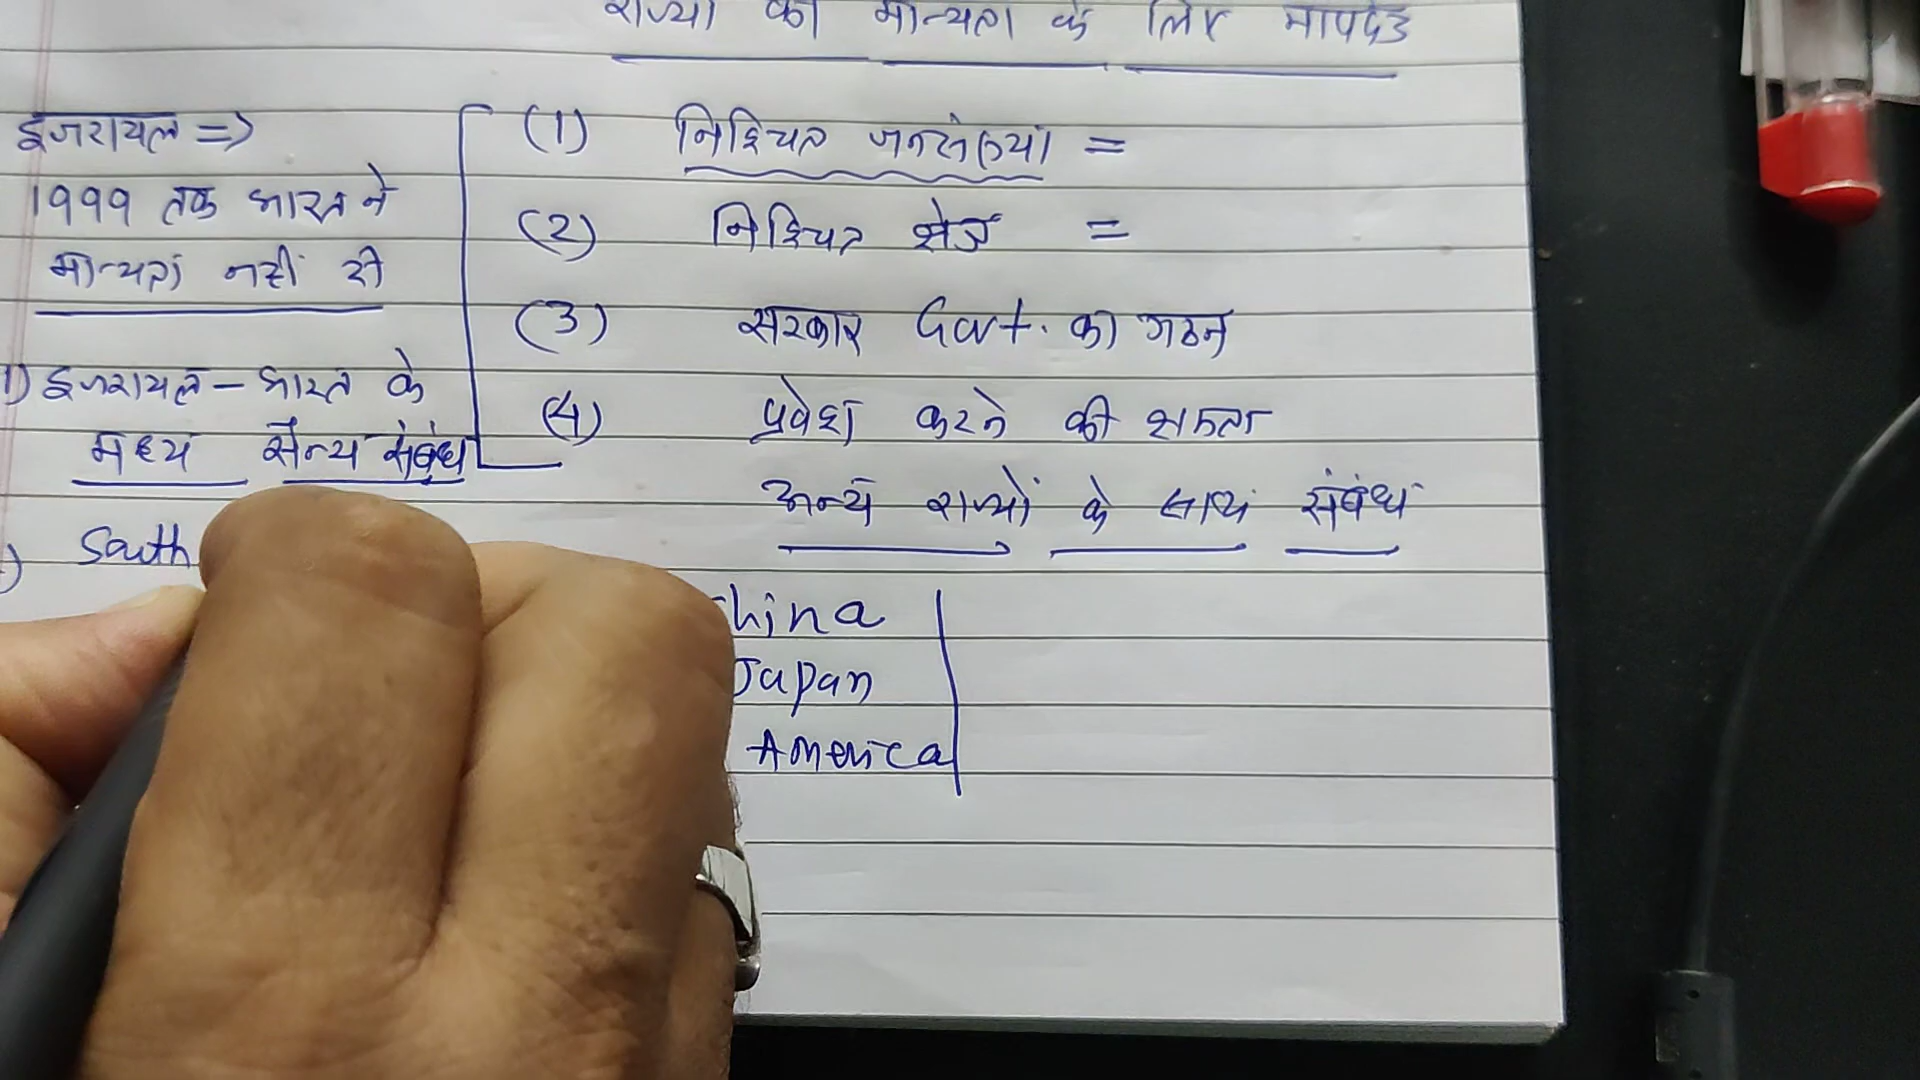 राज्यों की मान्यता के लिए मापदंड
इजरायल =>
1999 तक भारत ने
मान्यता नहीं दी
1) इजरायल – भारत के
मध्य सैन्य संबंध
South
(1) निश्चित जनसंख्या =
(2) निश्चित क्षेत्र =
(3) सरकार Govt. का गठन
(4) प्रवेश करने की क्षमता
अन्य राज्यों के साथ संबंध
hina
Japan
America